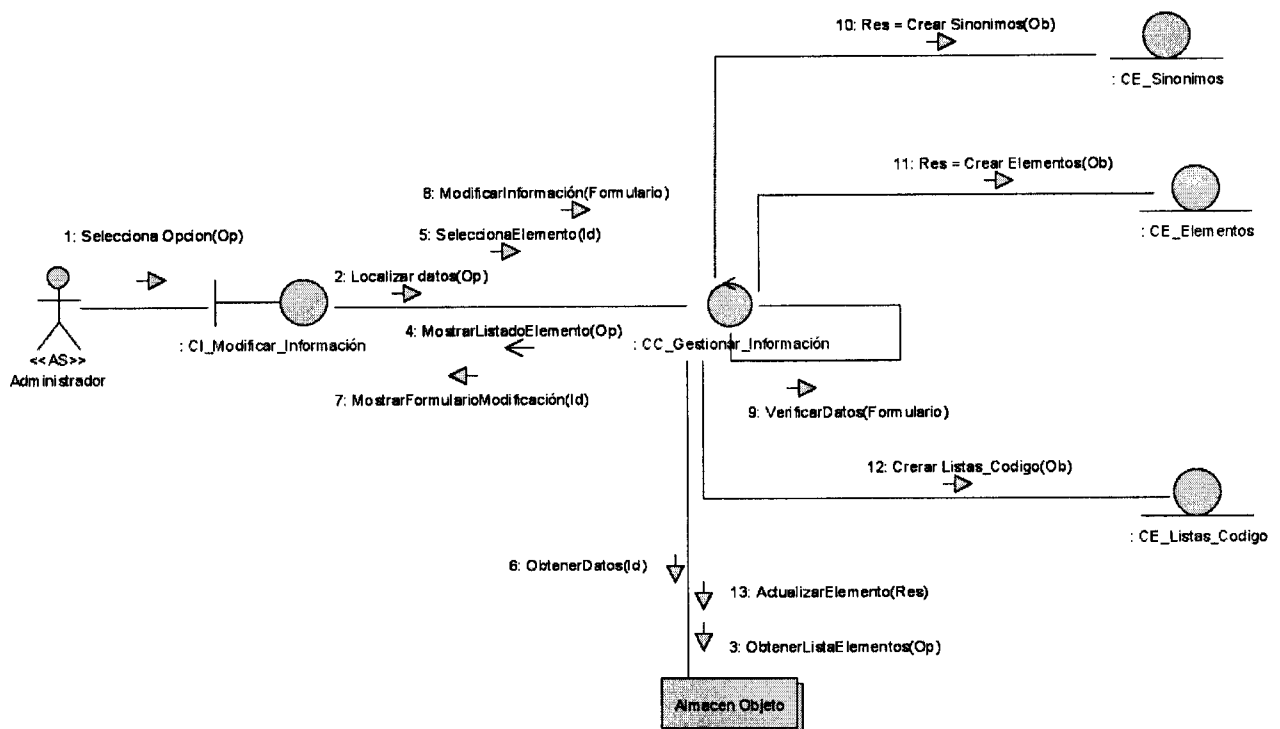 10: Res = Crear Sinonimos(Ob)
: CE_Sinonimos
11: Res = Crear Elementos(Ob)
: CE_Elementos
8: ModificarInformación(Formulario)
1: Selecciona Opcion(Op)
5: SeleccionaElemento(Id)
2: Localizar datos(Op)
4: MostrarListadoElemento(Op)
: CI_Modificar_Información
: CC_Gestionar_Información
<<AS>>
Administrador
7: MostrarFormularioModificación(Id)
9: VerificarDatos(Formulario)
12: Crerar Listas_Codigo(Ob)
: CE_Listas_Codigo
6: ObtenerDatos(Id)
13: ActualizarElemento(Res)
3: ObtenerListaElementos(Op)
Almacen Objeto